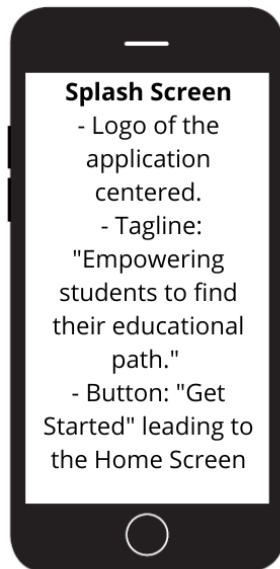 Splash Screen
- Logo of the
application
centered.
- Tagline:
"Empowering
students to find
their educational
path."
- Button: "Get
Started" leading to
the Home Screen